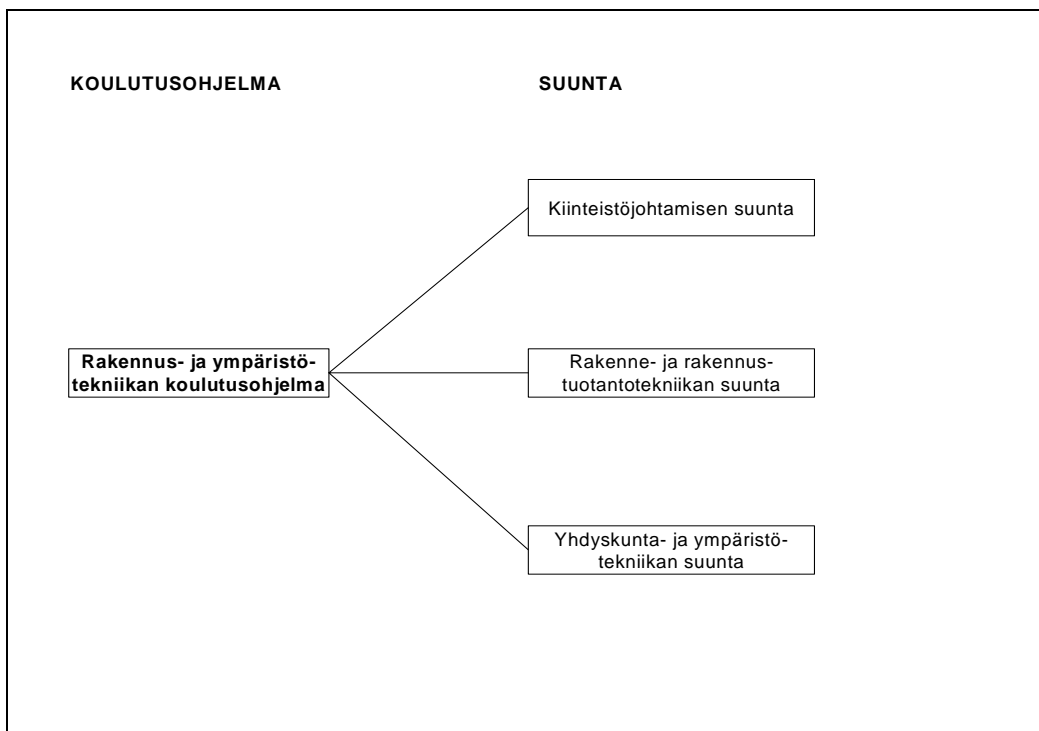 KOULUTUSOHJELMA
SUUNTA
Kiinteistöjohtamisen suunta
Rakennus- ja ympäristö-
tekniikan koulutusohjelma
Rakenne- ja rakennus-
tuotantotekniikan suunta
Yhdyskunta- ja ympäristö-
tekniikan suunta